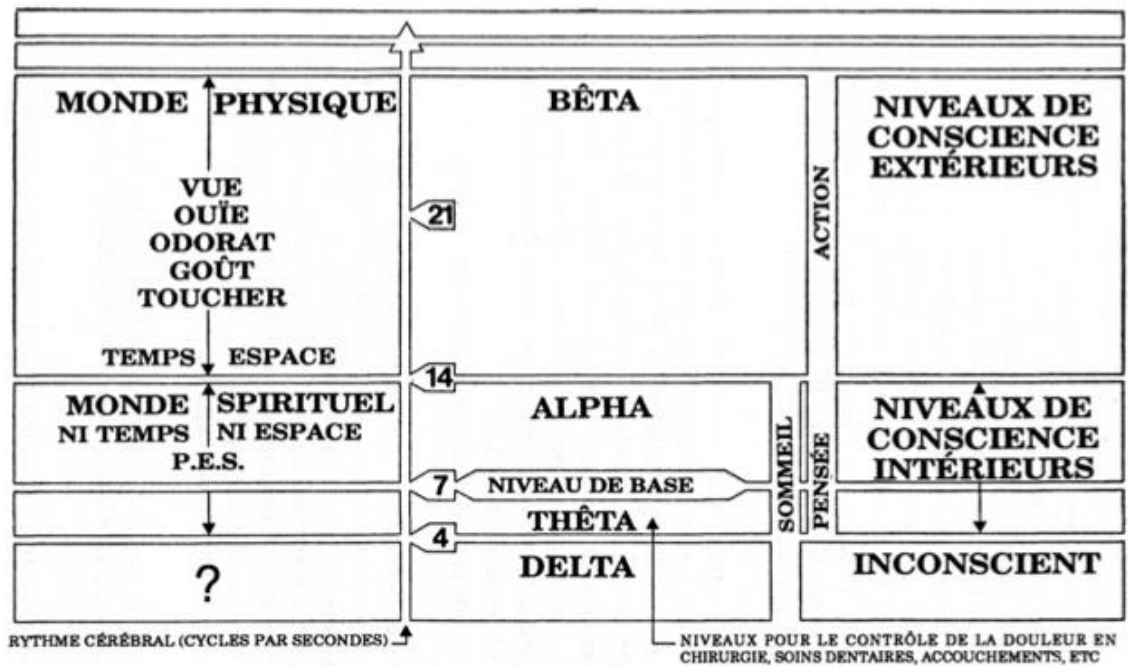 MONDE PHYSIQUE
VUE
OUÏE
ODORAT
GOÛT
TOUCHER
TEMPS ESPACE
BÊTA
21
ACTION
NIVEAUX DE
CONSCIENCE
EXTÉRIEURS
14
MONDE SPIRITUEL
NI TEMPS NI ESPACE
P.E.S.
ALPHA
7
NIVEAU DE BASE
THÊTA
4
SOMMEIL
PENSÉE
NIVEAUX DE
CONSCIENCE
INTÉRIEURS
?
DELTA
INCONSCIENT
RYTHME CÉRÉBRAL (CYCLES PAR SECONDES)
NIVEAUX POUR LE CONTRÔLE DE LA DOULEUR EN
CHIRURGIE, SOINS DENTAIRES, ACCOUCHEMENTS, ETC